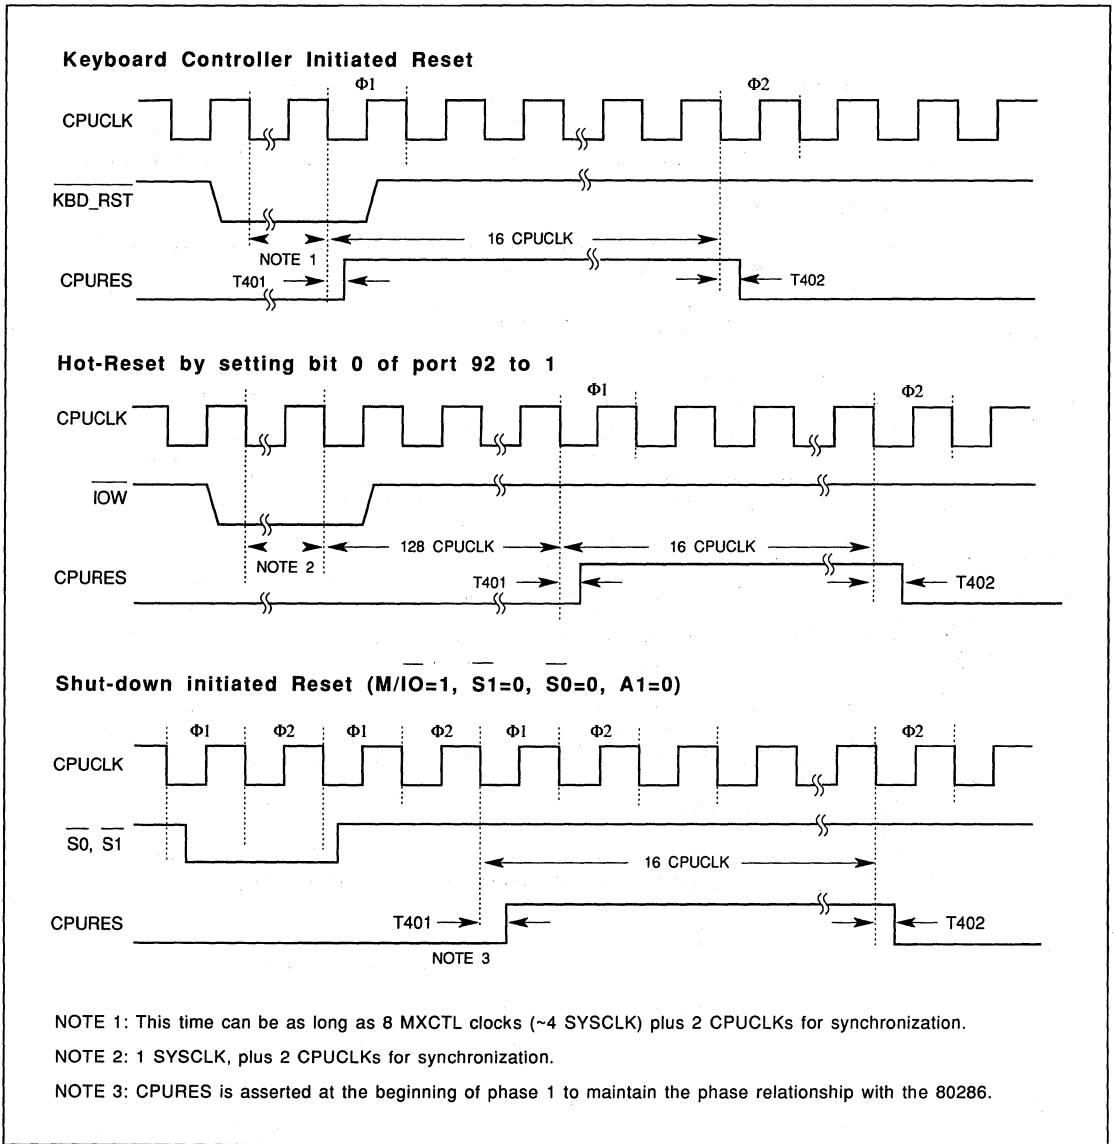 Keyboard Controller Initiated Reset
Φ1 Φ2
CPUCLK
KBD_RST
16 CPUCLK
NOTE 1
CPURES T401 T402
Hot-Reset by setting bit 0 of port 92 to 1
Φ1 Φ2
CPUCLK
IOW
128 CPUCLK 16 CPUCLK
NOTE 2
CPURES T401 T402
Shut-down initiated Reset (M/I̅O̅=1, S̅1̅=0, S̅0̅=0, A1=0)
Φ1 Φ2 Φ1 Φ2 Φ1 Φ2 Φ2
CPUCLK
S0, S1
16 CPUCLK
CPURES T401 T402
NOTE 3
NOTE 1: This time can be as long as 8 MXCTL clocks (~4 SYSCLK) plus 2 CPUCLKs for synchronization.
NOTE 2: 1 SYSCLK, plus 2 CPUCLKs for synchronization.
NOTE 3: CPURES is asserted at the beginning of phase 1 to maintain the phase relationship with the 80286.